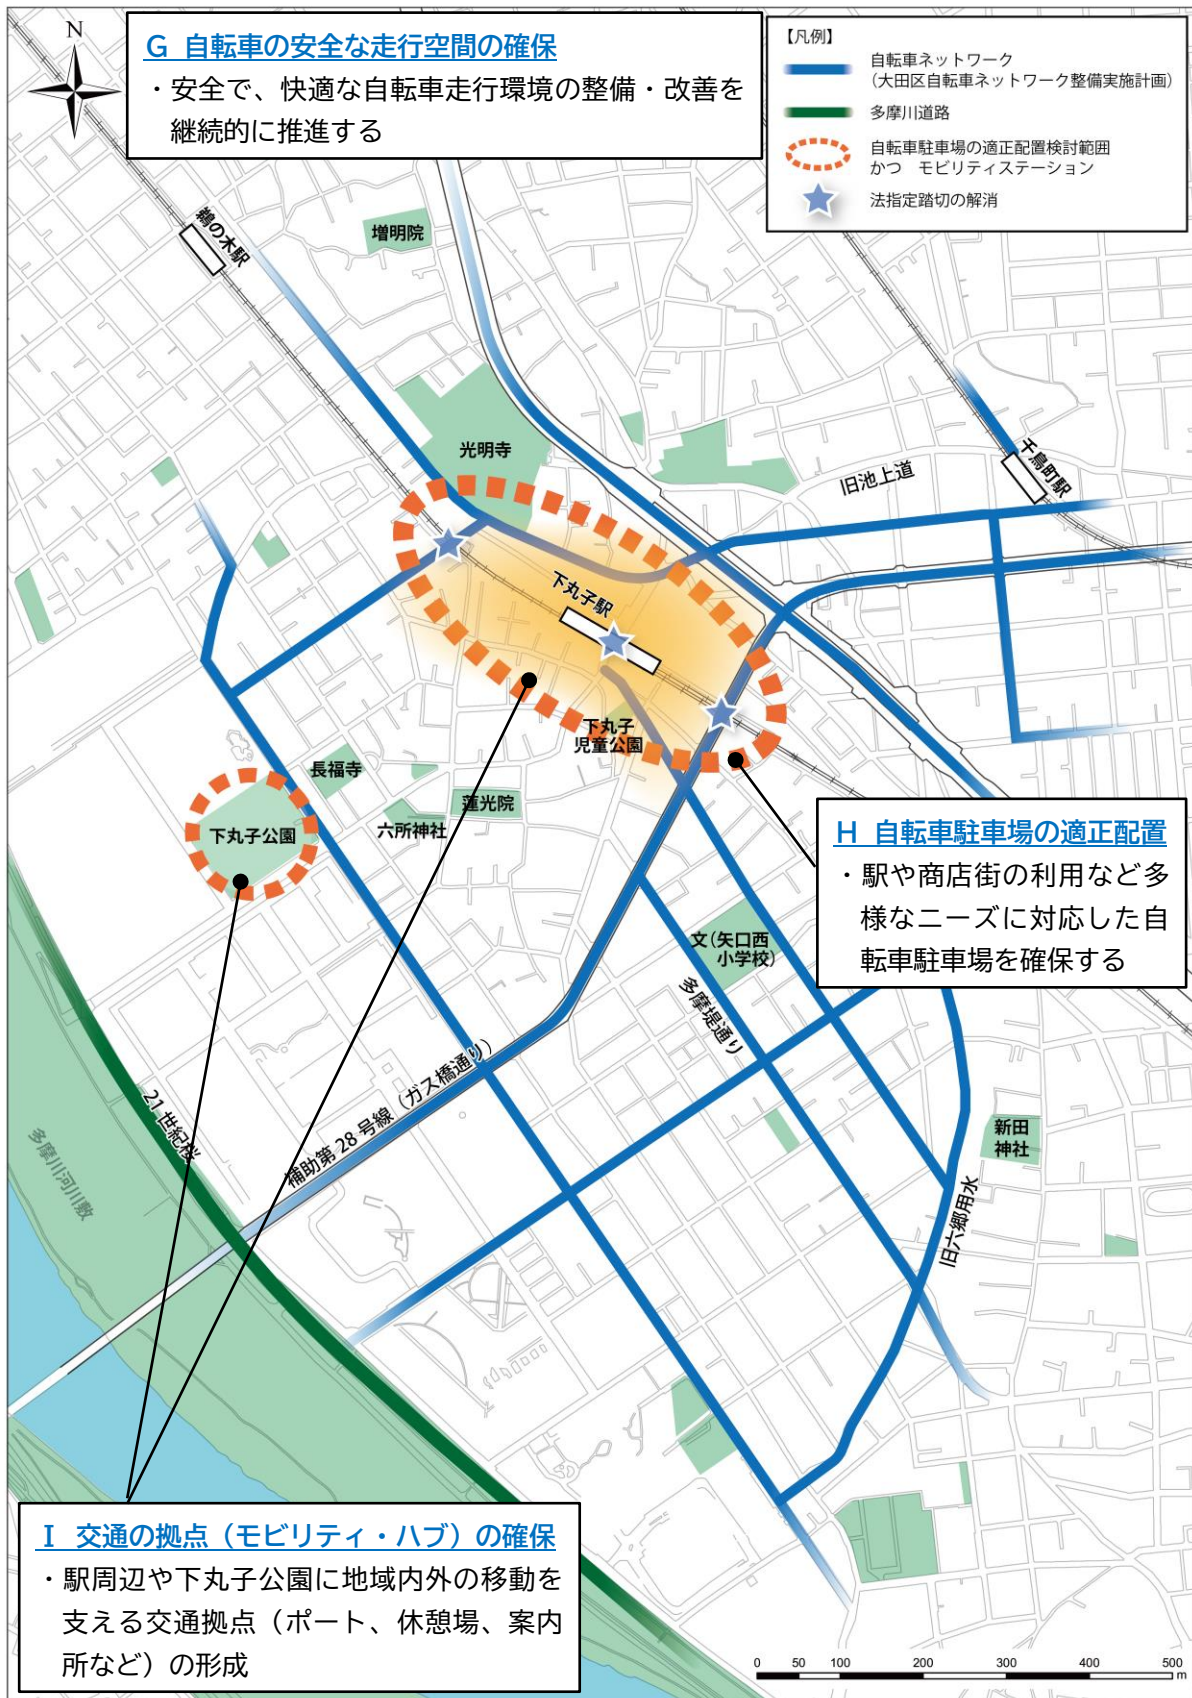 N
G 自転車の安全な走行空間の確保
・安全で、快適な自転車走行環境の整備・改善を
継続的に推進する
【凡例】
自転車ネットワーク
(大田区自転車ネットワーク整備実施計画)
多摩川道路
自転車駐車場の適正配置検討範囲
かつ モビリティステーション
法指定踏切の解消
鵜の木駅
増明院
光明寺
旧池上道
千鳥町駅
下丸子駅
下丸子
児童公園
長福寺
蓮光院
六所神社
下丸子公園
H 自転車駐車場の適正配置
・駅や商店街の利用など多
様なニーズに対応した自
転車駐車場を確保する
文(矢口西
小学校)
多摩堤通り
補助第28号線(ガス橋通り)
21世紀桜
多摩川河川敷
新田
神社
旧六郷用水
I 交通の拠点(モビリティ・ハブ)の確保
・駅周辺や下丸子公園に地域内外の移動を
支える交通拠点(ポート、休憩場、案内
所など)の形成
0 50 100 200 300 400 500
m